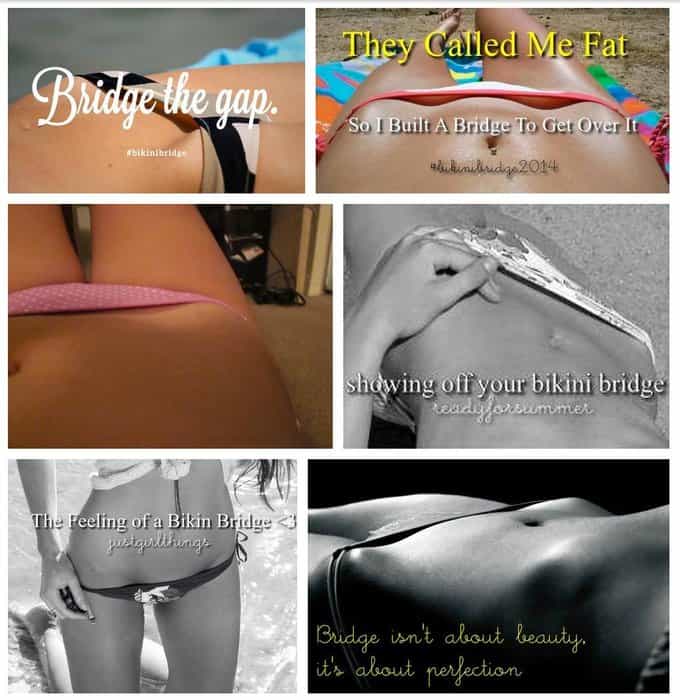 Bridge the gap.
#bikinibridge
They Called Me Fat
So I Built A Bridge To Get Over It
#bikinibridge2014
showing off your bikini bridge
readyforsummer
The Feeling of a Bikin Bridge <3
justgirlthings
Bridge isn't about beauty,
it's about perfection